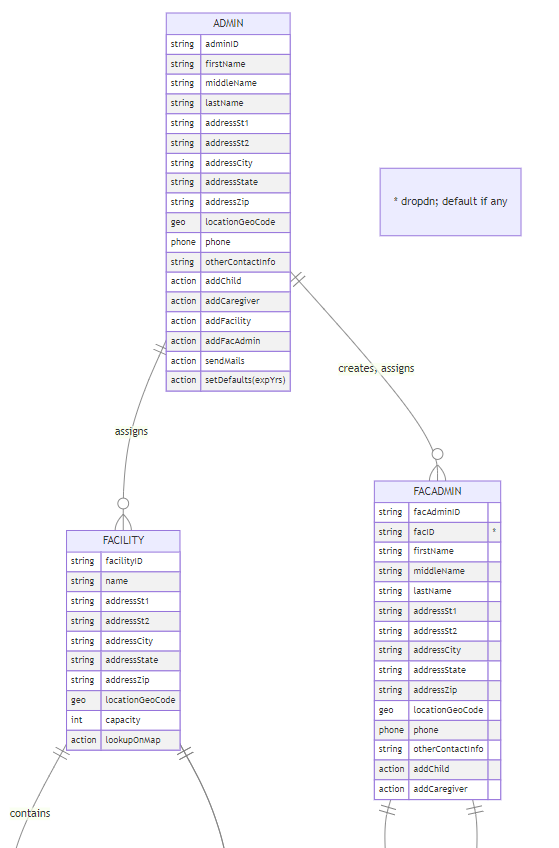 ADMIN
string adminID
string firstName
string middleName
string lastName
string addressSt1
string addressSt2
string addressCity
string addressState
string addressZip
geo locationGeoCode
phone phone
string otherContactInfo
action addChild
action addCaregiver
action addFacility
action addFacAdmin
action sendMails
action setDefaults(expYrs)
* dropdn; default if any
creates, assigns
assigns
FACILITY
string facilityID
string name
string addressSt1
string addressSt2
string addressCity
string addressState
string addressZip
geo locationGeoCode
int capacity
action lookupOnMap
contains
FACADMIN
string facAdminID
string facID *
string firstName
string middleName
string lastName
string addressSt1
string addressSt2
string addressCity
string addressState
string addressZip
geo locationGeoCode
phone phone
string otherContactInfo
action addChild
action addCaregiver